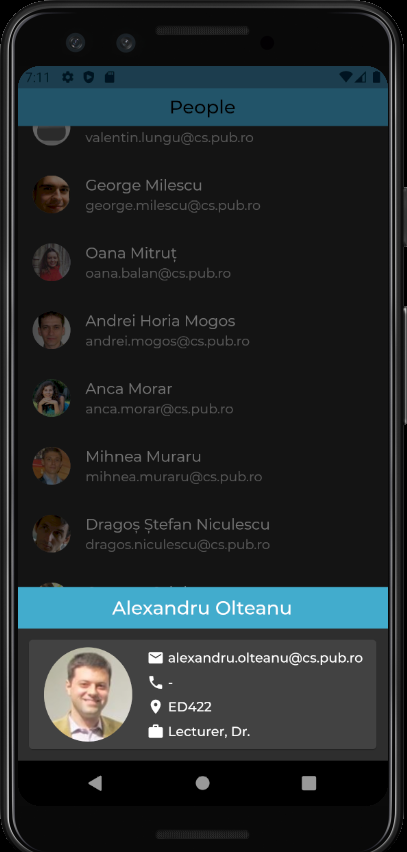 7:11
People
valentin.lungu@cs.pub.ro
George Milescu
george.milescu@cs.pub.ro
Oana Mitruț
oana.balan@cs.pub.ro
Andrei Horia Mogos
andrei.mogos@cs.pub.ro
Anca Morar
anca.morar@cs.pub.ro
Mihnea Muraru
mihnea.muraru@cs.pub.ro
Dragoș Ștefan Niculescu
dragos.niculescu@cs.pub.ro
Alexandru Olteanu
alexandru.olteanu@cs.pub.ro
-
ED422
Lecturer, Dr.